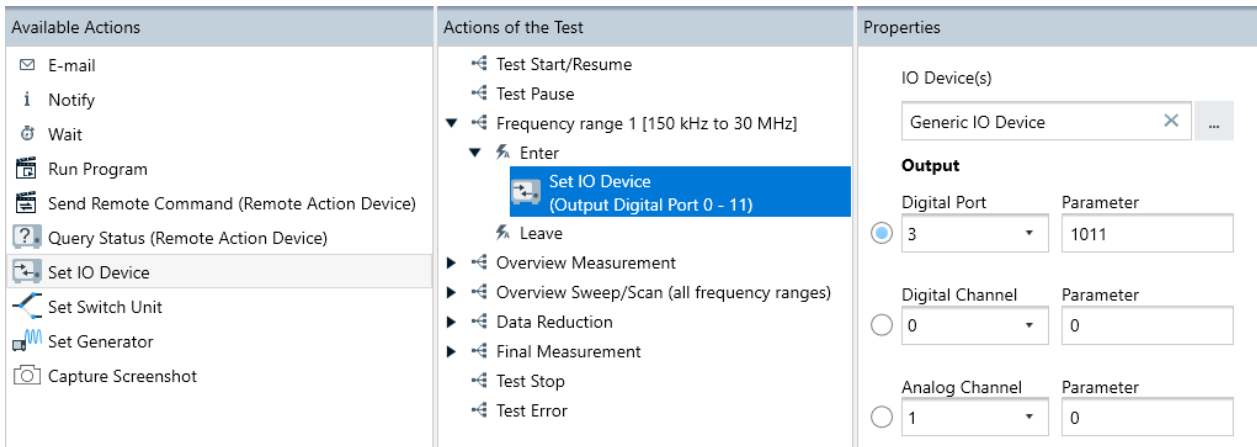 Available Actions
E-mail
Notify
Wait
Run Program
Send Remote Command (Remote Action Device)
Query Status (Remote Action Device)
Set IO Device
Set Switch Unit
Set Generator
Capture Screenshot
Actions of the Test
Test Start/Resume
Test Pause
Frequency range 1 [150 kHz to 30 MHz]
Enter
Set IO Device
(Output Digital Port 0 - 11)
Leave
Overview Measurement
Overview Sweep/Scan (all frequency ranges)
Data Reduction
Final Measurement
Test Stop
Test Error
Properties
IO Device(s)
Generic IO Device ...
Output
Digital Port Parameter
3 1011
Digital Channel Parameter
0 0
Analog Channel Parameter
1 0